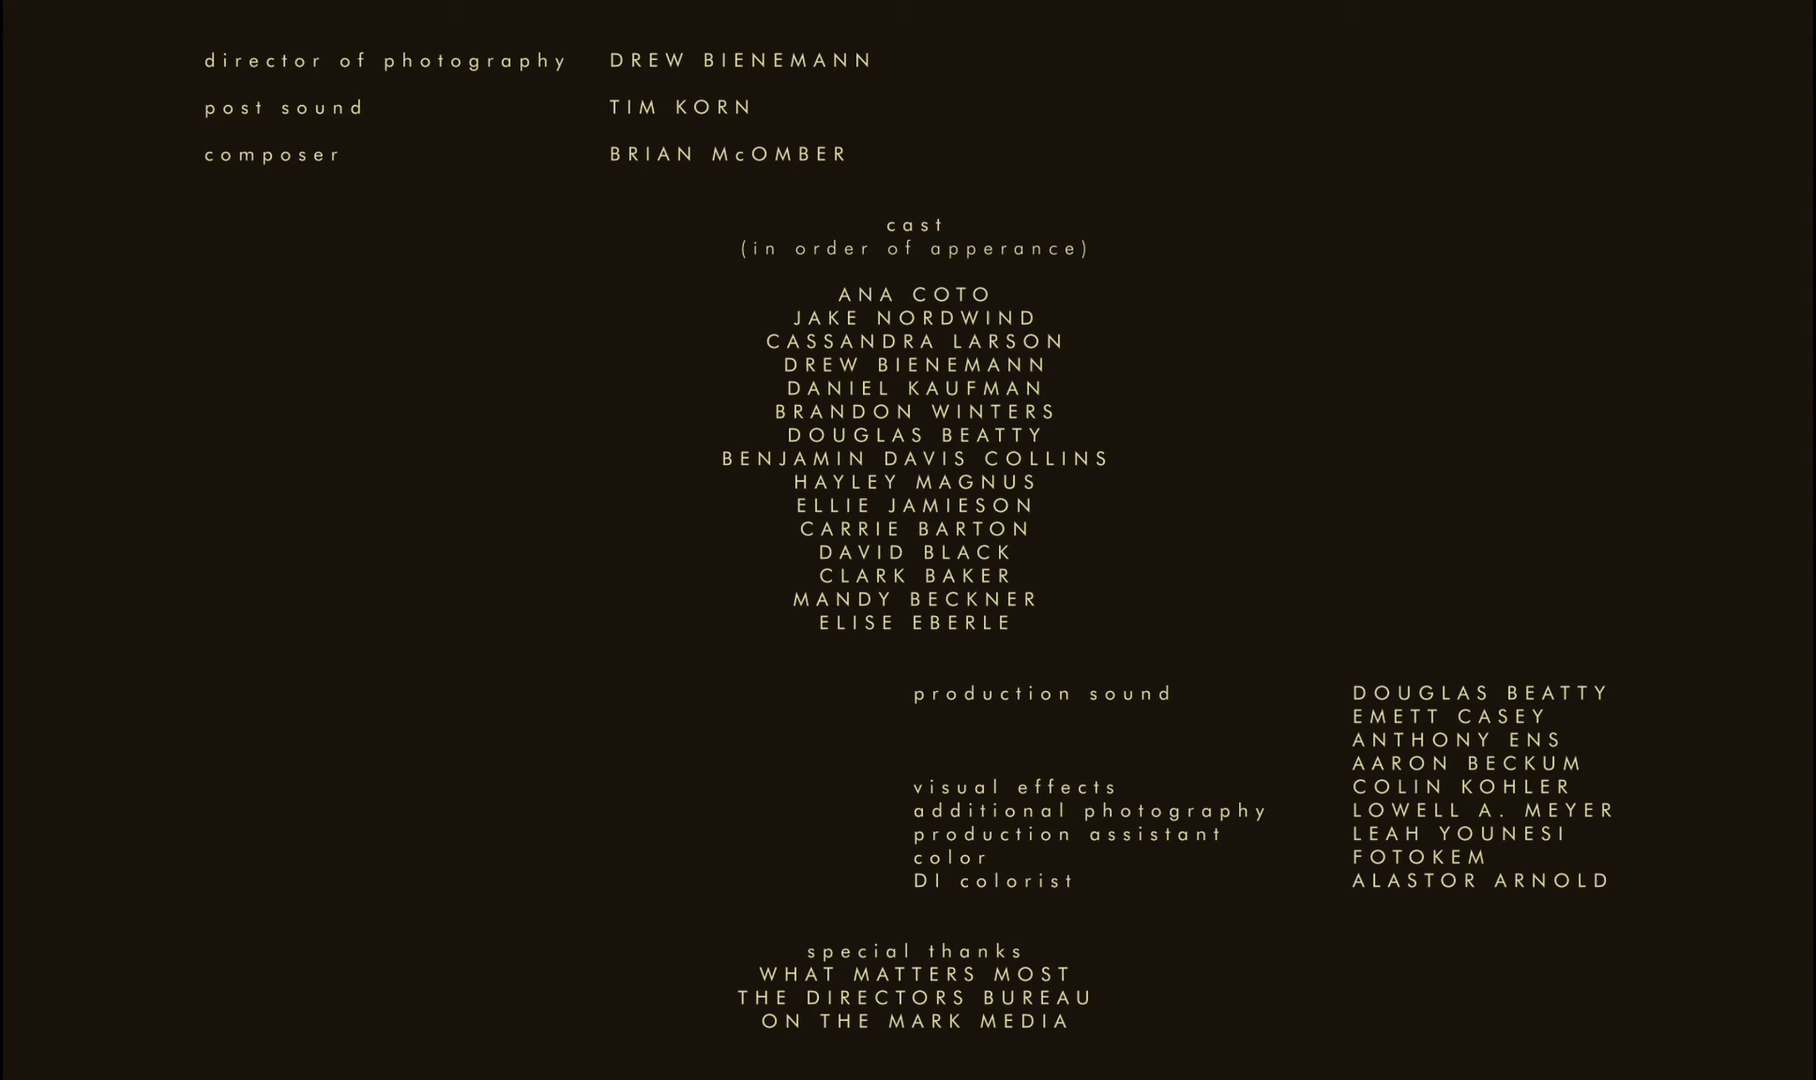 director of photography DREW BIENEMANN
post sound TIM KORN
composer BRIAN McOMBER
cast
(in order of apperance)
ANA COTO
JAKE NORDWIND
CASSANDRA LARSON
DREW BIENEMANN
DANIEL KAUFMAN
BRANDON WINTERS
DOUGLAS BEATTY
BENJAMIN DAVIS COLLINS
HAYLEY MAGNUS
ELLIE JAMIESON
CARRIE BARTON
DAVID BLACK
CLARK BAKER
MANDY BECKNER
ELISE EBERLE
production sound DOUGLAS BEATTY
EMETT CASEY
ANTHONY ENS
AARON BECKUM
visual effects COLIN KOHLER
additional photography LOWELL A. MEYER
production assistant LEAH YOUNESI
color FOTOKEM
DI colorist ALASTOR ARNOLD
special thanks
WHAT MATTERS MOST
THE DIRECTORS BUREAU
ON THE MARK MEDIA